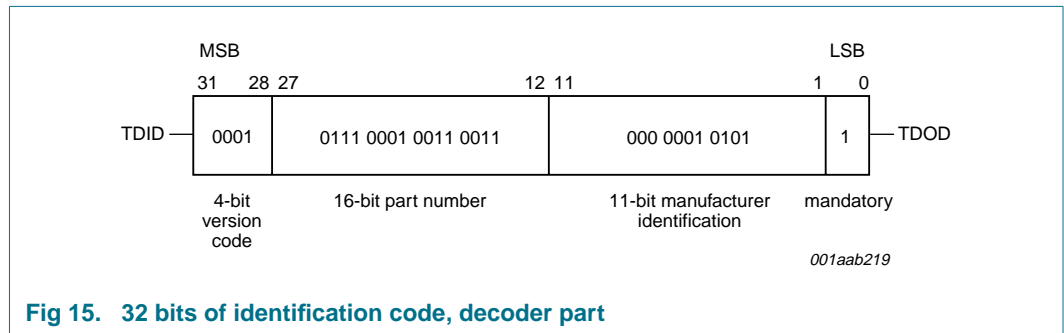 MSB LSB
31 28 27 12 11 1 0
TDID 0001 0111 0001 0011 0011 000 0001 0101 1 TDOD
4-bit 16-bit part number 11-bit manufacturer mandatory
version identification
code
001aab219
Fig 15. 32 bits of identification code, decoder part